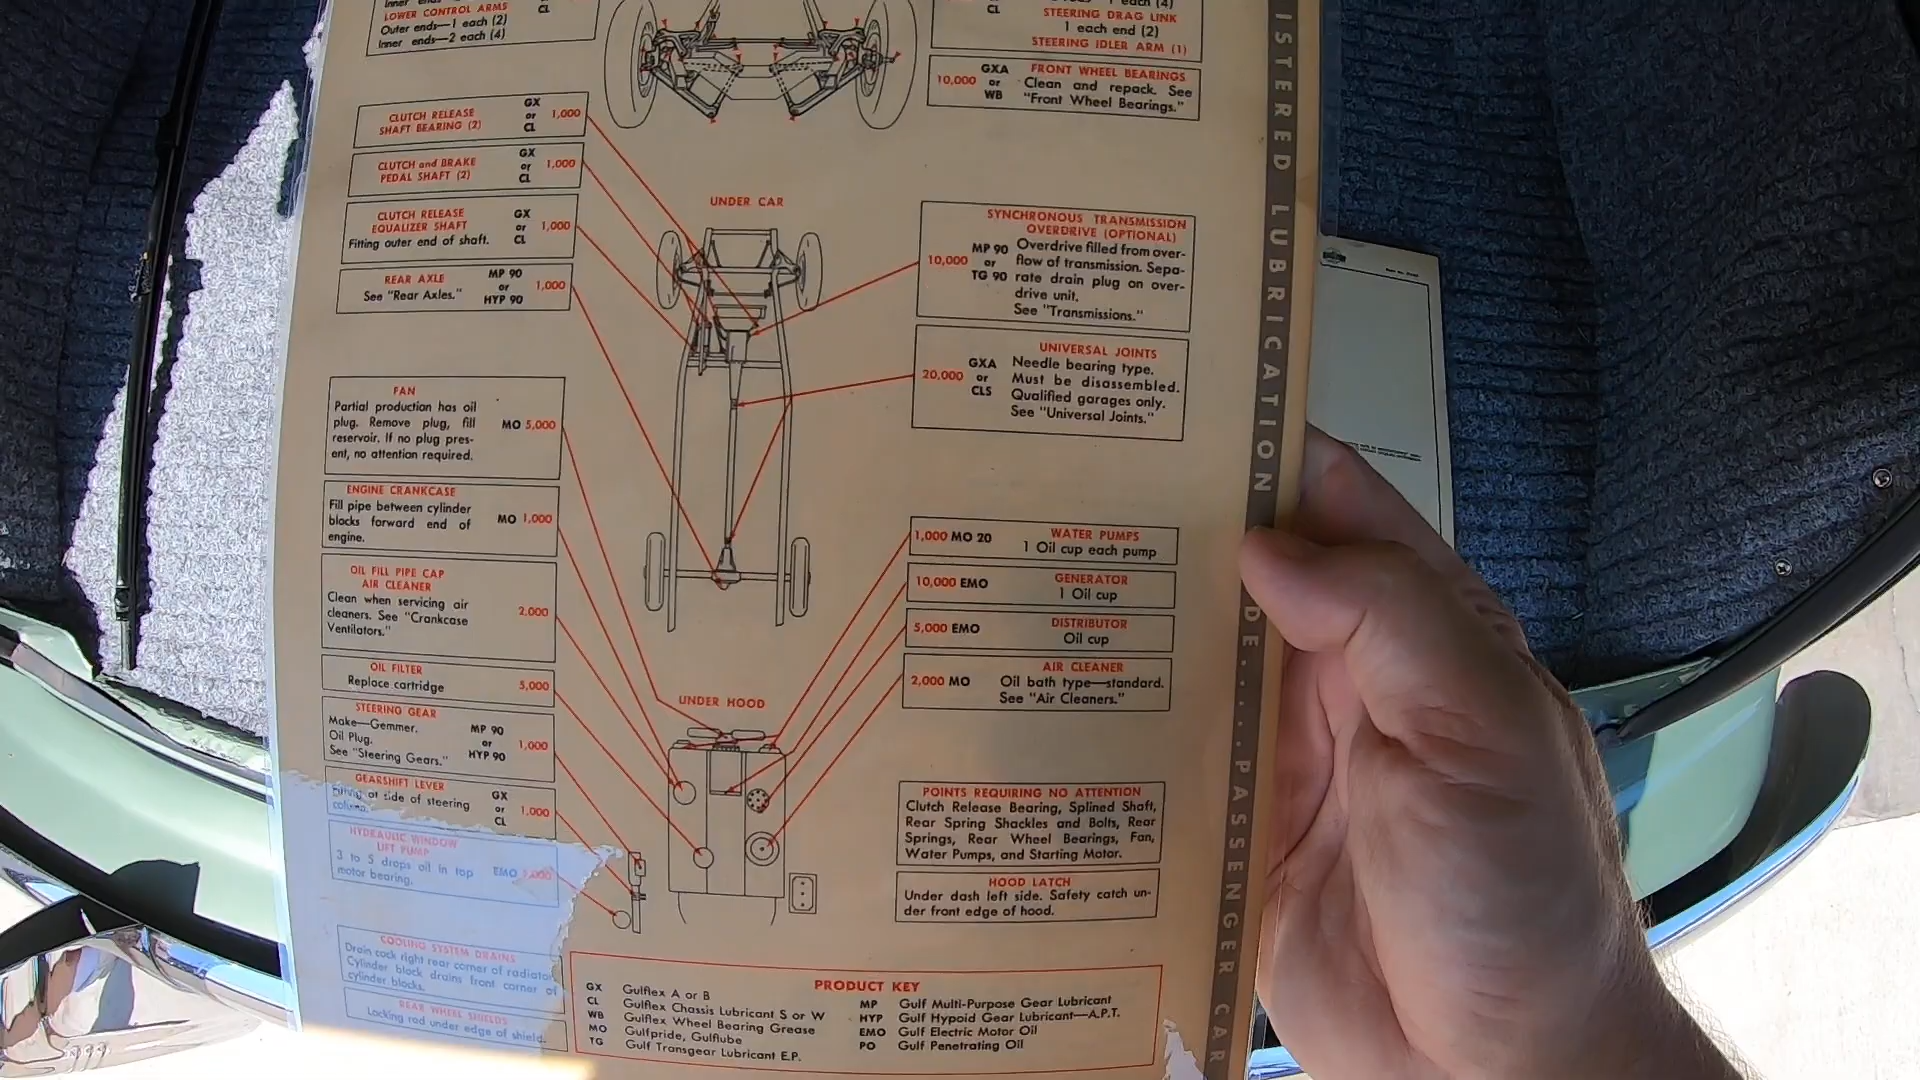 LOWER CONTROL ARMS
Outer ends—1 each (2)
Inner ends—2 each (4)
CL
CL
STEERING DRAG LINK
1 each end (2)
STEERING IDLER ARM (1)
10,000
GXA
or
WB
FRONT WHEEL BEARINGS
Clean and repack. See
"Front Wheel Bearings."
CLUTCH RELEASE
SHAFT BEARING (2)
GX
or
CL
1,000
CLUTCH and BRAKE
PEDAL SHAFT (2)
GX
or
CL
1,000
CLUTCH RELEASE
EQUALIZER SHAFT
Fitting outer end of shaft.
GX
or
CL
1,000
REAR AXLE
See "Rear Axles."
MP 90
or
HYP 90
1,000
UNDER CAR
SYNCHRONOUS TRANSMISSION
OVERDRIVE (OPTIONAL)
10,000
MP 90
or
TG 90
Overdrive filled from over-
flow of transmission. Sepa-
rate drain plug on over-
drive unit.
See "Transmissions."
UNIVERSAL JOINTS
20,000
GXA
or
CLS
Needle bearing type.
Must be disassembled.
Qualified garages only.
See "Universal Joints."
FAN
Partial production has oil
plug. Remove plug, fill
reservoir. If no plug pres-
ent, no attention required.
MO 5,000
ENGINE CRANKCASE
Fill pipe between cylinder
blocks forward end of
engine.
MO 1,000
OIL FILL PIPE CAP
AIR CLEANER
Clean when servicing air
cleaners. See "Crankcase
Ventilators."
2,000
OIL FILTER
Replace cartridge
5,000
STEERING GEAR
Make—Gemmer.
Oil Plug.
See "Steering Gears."
MP 90
or
HYP 90
1,000
GEARSHIFT LEVER
Fitting at side of steering
column.
GX
or
CL
1,000
HYDRAULIC WINDOW
LIFT PUMP
3 to 5 drops oil in top
motor bearing.
EMO
COOLING SYSTEM DRAINS
Drain cock right rear corner of radiator
Cylinder block drains front corner of
cylinder blocks.
REAR WHEEL SHIELDS
Locking rod under edge of shield.
UNDER HOOD
1,000 MO 20
WATER PUMPS
1 Oil cup each pump
10,000 EMO
GENERATOR
1 Oil cup
5,000 EMO
DISTRIBUTOR
Oil cup
2,000 MO
AIR CLEANER
Oil bath type—standard.
See "Air Cleaners."
POINTS REQUIRING NO ATTENTION
Clutch Release Bearing, Splined Shaft,
Rear Spring Shackles and Bolts, Rear
Springs, Rear Wheel Bearings, Fan,
Water Pumps, and Starting Motor.
HOOD LATCH
Under dash left side. Safety catch un-
der front edge of hood.
PRODUCT KEY
GX Gulflex A or B
CL Gulflex Chassis Lubricant S or W
WB Gulflex Wheel Bearing Grease
MO Gulfpride, Gulflube
TG Gulf Transgear Lubricant E.P.
MP Gulf Multi-Purpose Gear Lubricant
HYP Gulf Hypoid Gear Lubricant—A.P.T.
EMO Gulf Electric Motor Oil
PO Gulf Penetrating Oil
ISTERED LUBRICATION DE....PASSENGER CAR